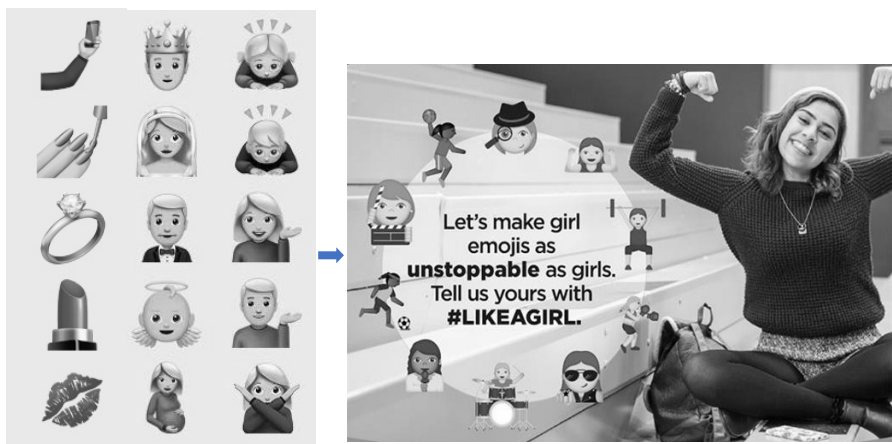 Let's make girl
emojis as
unstoppable as girls.
Tell us yours with
#LIKEAGIRL.